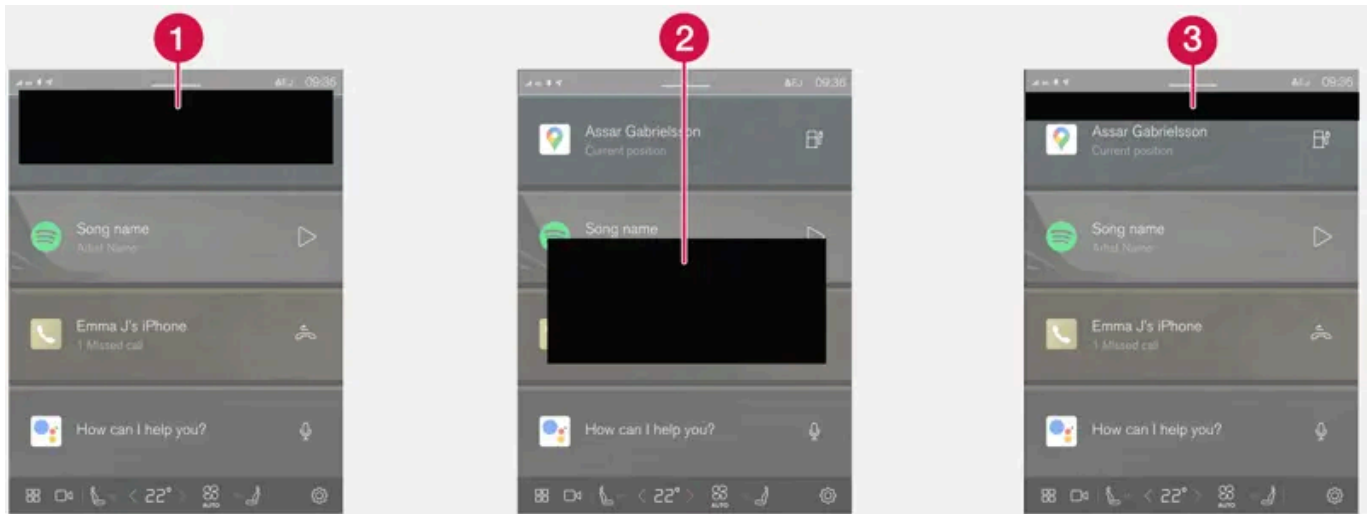 1
09:36
Song name
Artist Name
Emma J's iPhone
1 Missed call
How can I help you?
22°
AUTO
2
09:36
Assar Gabrielsson
Current position
Song name
How can I help you?
22°
AUTO
3
09:36
Assar Gabrielsson
Current position
Song name
Artist Name
Emma J's iPhone
1 Missed call
How can I help you?
22°
AUTO